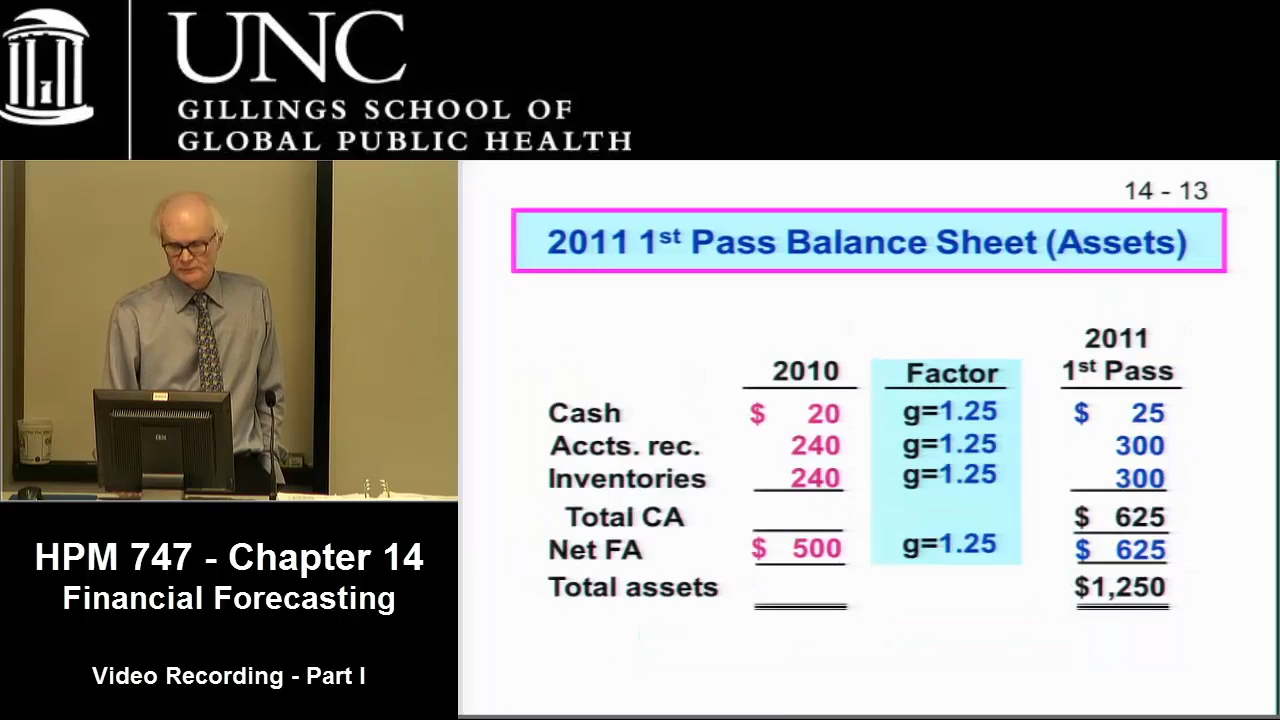 UNC
GILLINGS SCHOOL OF
GLOBAL PUBLIC HEALTH
14 - 13
2011 1st Pass Balance Sheet (Assets)
2010 Factor 2011 1st Pass
Cash $ 20 g=1.25 $ 25
Accts. rec. 240 g=1.25 300
Inventories 240 g=1.25 300
Total CA $ 625
Net FA $ 500 g=1.25 $ 625
Total assets $1,250
IBM
HPM 747 - Chapter 14
Financial Forecasting
Video Recording - Part I